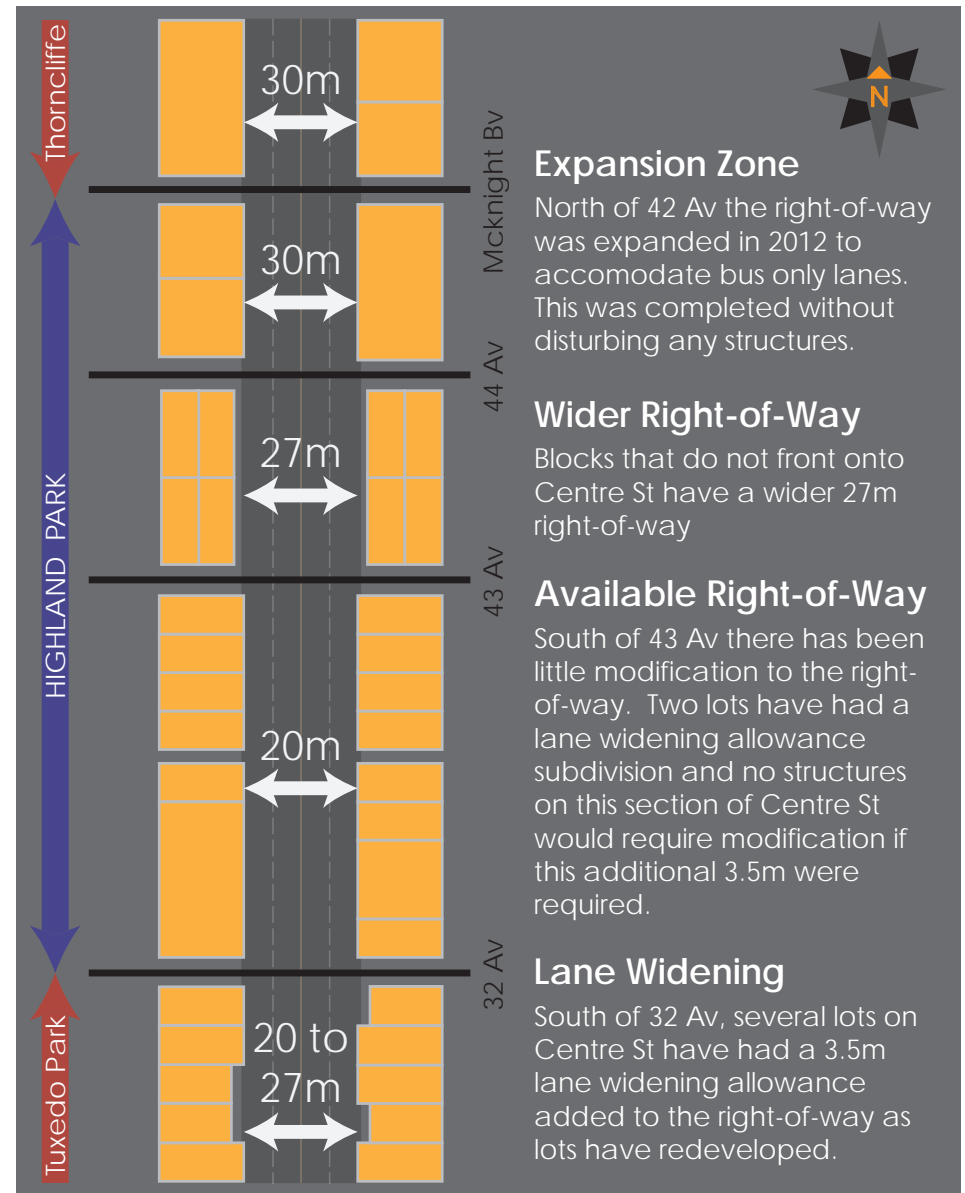 Thorncliffe
HIGHLAND PARK
Tuxedo Park
30m
30m
27m
20m
20 to
27m
Mcknight Bv
44 Av
43 Av
32 Av
N
Expansion Zone
North of 42 Av the right-of-way
was expanded in 2012 to
accomodate bus only lanes.
This was completed without
disturbing any structures.
Wider Right-of-Way
Blocks that do not front onto
Centre St have a wider 27m
right-of-way
Available Right-of-Way
South of 43 Av there has been
little modification to the right-
of-way. Two lots have had a
lane widening allowance
subdivision and no structures
on this section of Centre St
would require modification if
this additional 3.5m were
required.
Lane Widening
South of 32 Av, several lots on
Centre St have had a 3.5m
lane widening allowance
added to the right-of-way as
lots have redeveloped.